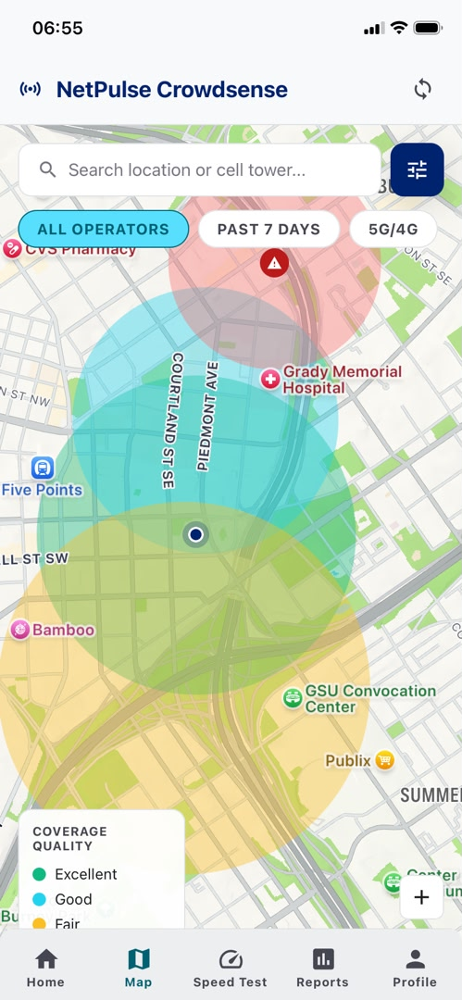 06:55
NetPulse Crowdsense
Search location or cell tower...
ALL OPERATORS
PAST 7 DAYS
5G/4G
CVS Pharmacy
ON ST SE
COURTLAND ST SE
PIEDMONT AVE
Grady Memorial
Hospital
N ST NW
Five Points
LL ST SW
Bamboo
GSU Convocation
Center
Publix
SUMME
COVERAGE
QUALITY
Excellent
Good
Fair
Center
+
Home
Map
Speed Test
Reports
Profile